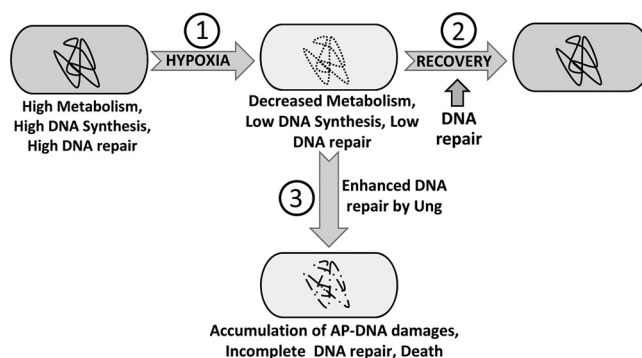 1
HYPOXIA
2
RECOVERY
High Metabolism,
High DNA Synthesis,
High DNA repair
Decreased Metabolism,
Low DNA Synthesis, Low
DNA repair
DNA
repair
3
Enhanced DNA
repair by Ung
Accumulation of AP-DNA damages,
Incomplete DNA repair, Death